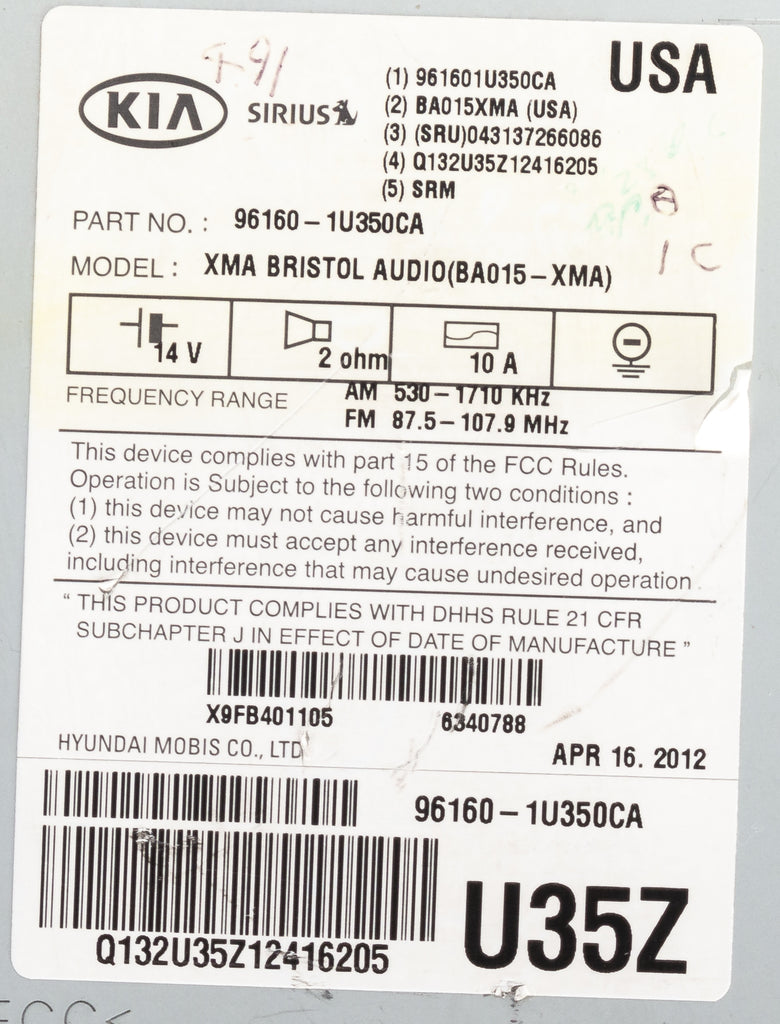 F-91
USA
KIA SIRIUS
(1) 961601U350CA
(2) BA015XMA (USA)
(3) (SRU)043137266086
(4) Q132U35Z12416205
(5) SRM
A
1 C
PART NO. : 96160-1U350CA
MODEL : XMA BRISTOL AUDIO(BA015-XMA)
14 V 2 ohm 10 A
FREQUENCY RANGE AM 530-1710 KHz
FM 87.5-107.9 MHz
This device complies with part 15 of the FCC Rules.
Operation is Subject to the following two conditions :
(1) this device may not cause harmful interference, and
(2) this device must accept any interference received,
including interference that may cause undesired operation.
“ THIS PRODUCT COMPLIES WITH DHHS RULE 21 CFR
SUBCHAPTER J IN EFFECT OF DATE OF MANUFACTURE ”
X9FB401105 6340788
HYUNDAI MOBIS CO., LTD
APR 16. 2012
96160-1U350CA
Q132U35Z12416205
U35Z